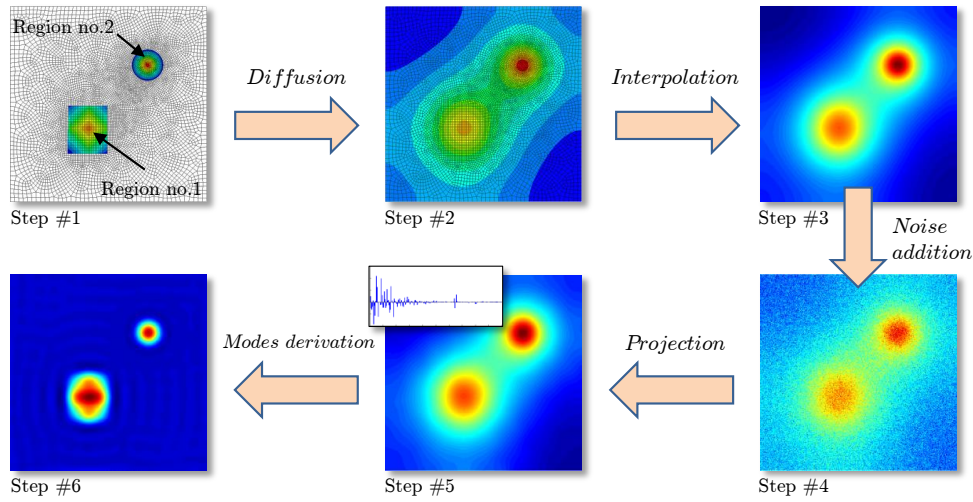 Region no.2
Region no.1
Step #1
Diffusion
Step #2
Interpolation
Step #3
Noise
addition
Step #4
Projection
Step #5
Modes derivation
Step #6